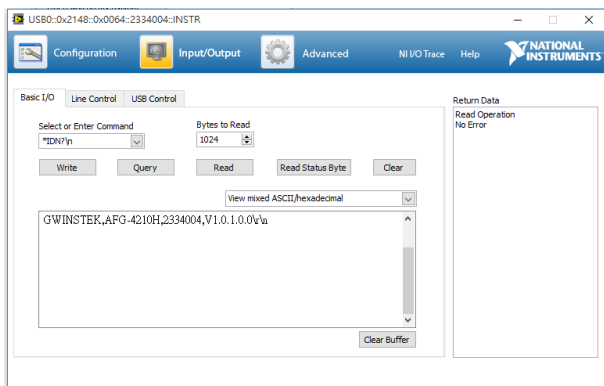 USB0::0x2148::0x0064::2334004::INSTR
Configuration
Input/Output
Advanced
NI I/O Trace
Help
NATIONAL
INSTRUMENTS
Basic I/O
Line Control
USB Control
Return Data
Read Operation
No Error
Select or Enter Command
Bytes to Read
*IDN?\n
1024
Write
Query
Read
Read Status Byte
Clear
View mixed ASCII/hexadecimal
GWINSTEK,AFG-4210H,2334004,V1.0.1.0.0\r\n
Clear Buffer